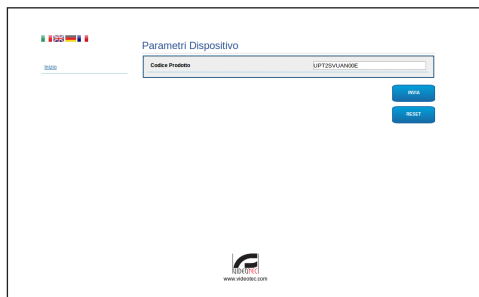 Parametri Dispositivo
Inizio
Codice Prodotto
UPT2SVUAN00E
INVIA
RESET
VIDEOTEC
www.videotec.com